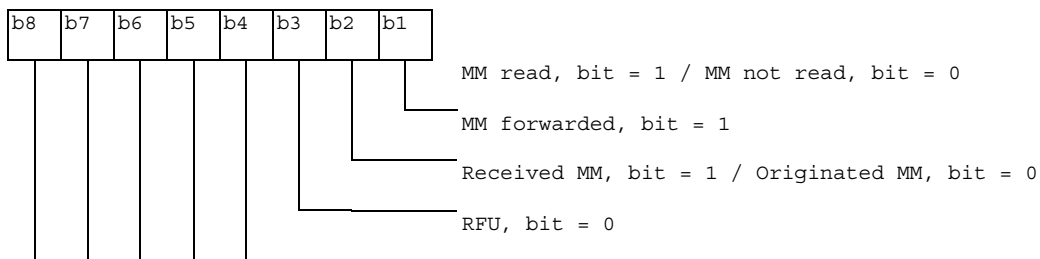 b8 b7 b6 b5 b4 b3 b2 b1
MM read, bit = 1 / MM not read, bit = 0
MM forwarded, bit = 1
Received MM, bit = 1 / Originated MM, bit = 0
RFU, bit = 0